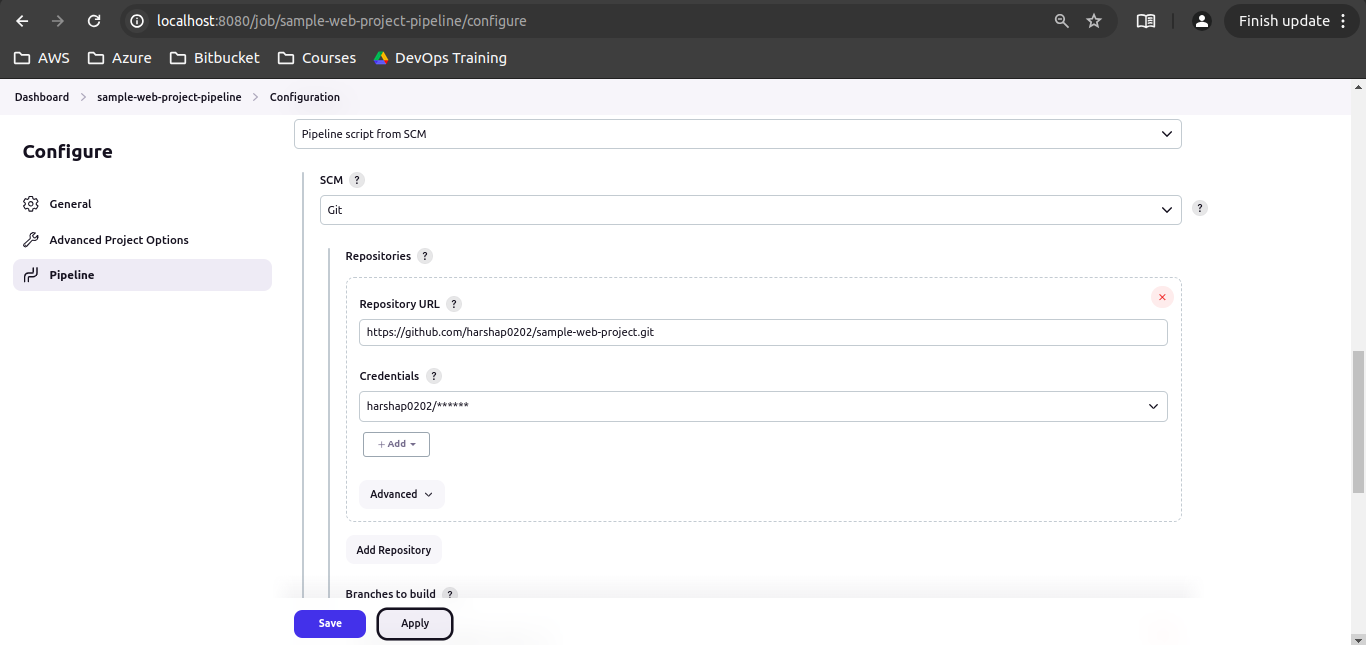 localhost:8080/job/sample-web-project-pipeline/configure
Finish update
AWS Azure Bitbucket Courses DevOps Training
Dashboard > sample-web-project-pipeline > Configuration
Configure
General
Advanced Project Options
Pipeline
Pipeline script from SCM
SCM ?
Git
?
Repositories ?
Repository URL ?
https://github.com/harshap0202/sample-web-project.git
Credentials ?
harshap0202/******
+ Add
Advanced
Add Repository
Branches to build ?
Save Apply